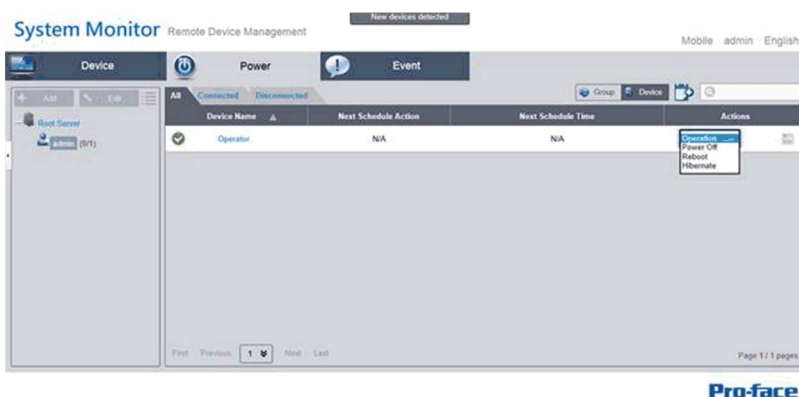 New devices detected
System Monitor Remote Device Management
Mobile admin English
Device Power Event
+ Add Edit All Connected Disconnected Group Device
Device Name Next Schedule Action Next Schedule Time Actions
Root Server
admin (0/1) Operator N/A N/A Operation
Power Off
Reboot
Hibernate
First Previous 1 Next Last Page 1 / 1 pages
Pro-face